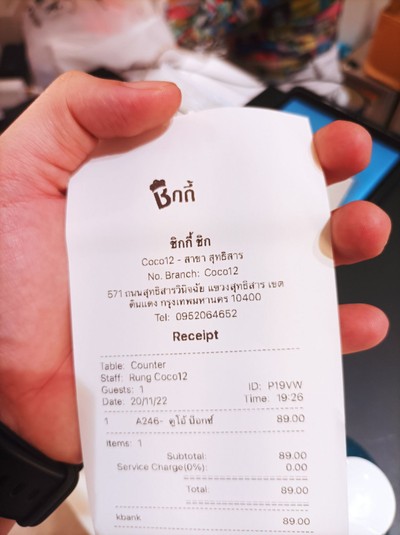 ชิกกี้
ชิกกี้ ชิก
Coco12 - สาขา สุทธิสาร
No. Branch: Coco12
571 ถนนสุทธิสารวินิจฉัย แขวงสุทธิสาร เขต
ดินแดง กรุงเทพมหานคร 10400
Tel: 0952064652
Receipt
Table: Counter
Staff: Rung Coco12
Guests: 1 ID: P19VW
Date: 20/11/22 Time: 19:26
1 A246- ดูโอ้ บ๊อกซ์ 89.00
Items: 1
Subtotal: 89.00
Service Charge(0%): 0.00
Total: 89.00
kbank 89.00